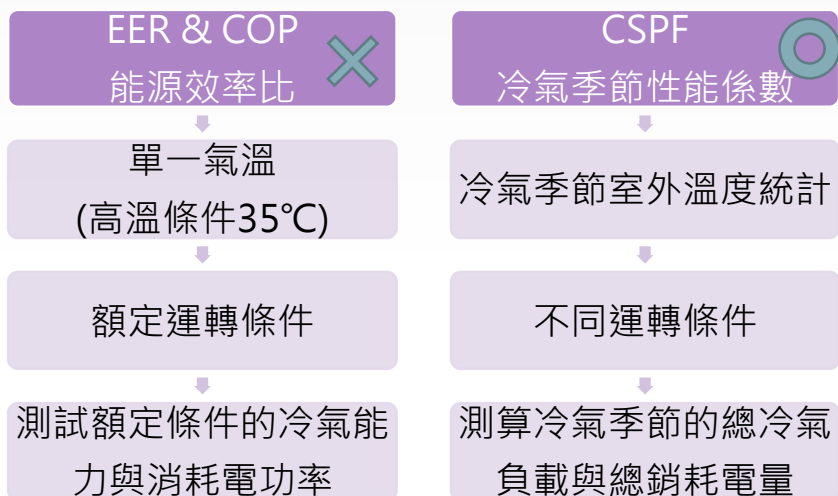 EER & COP
能源效率比
單一氣溫
(高溫條件35℃)
額定運轉條件
測試額定條件的冷氣能
力與消耗電功率
CSPF
冷氣季節性能係數
冷氣季節室外溫度統計
不同運轉條件
測算冷氣季節的總冷氣
負載與總銷耗電量